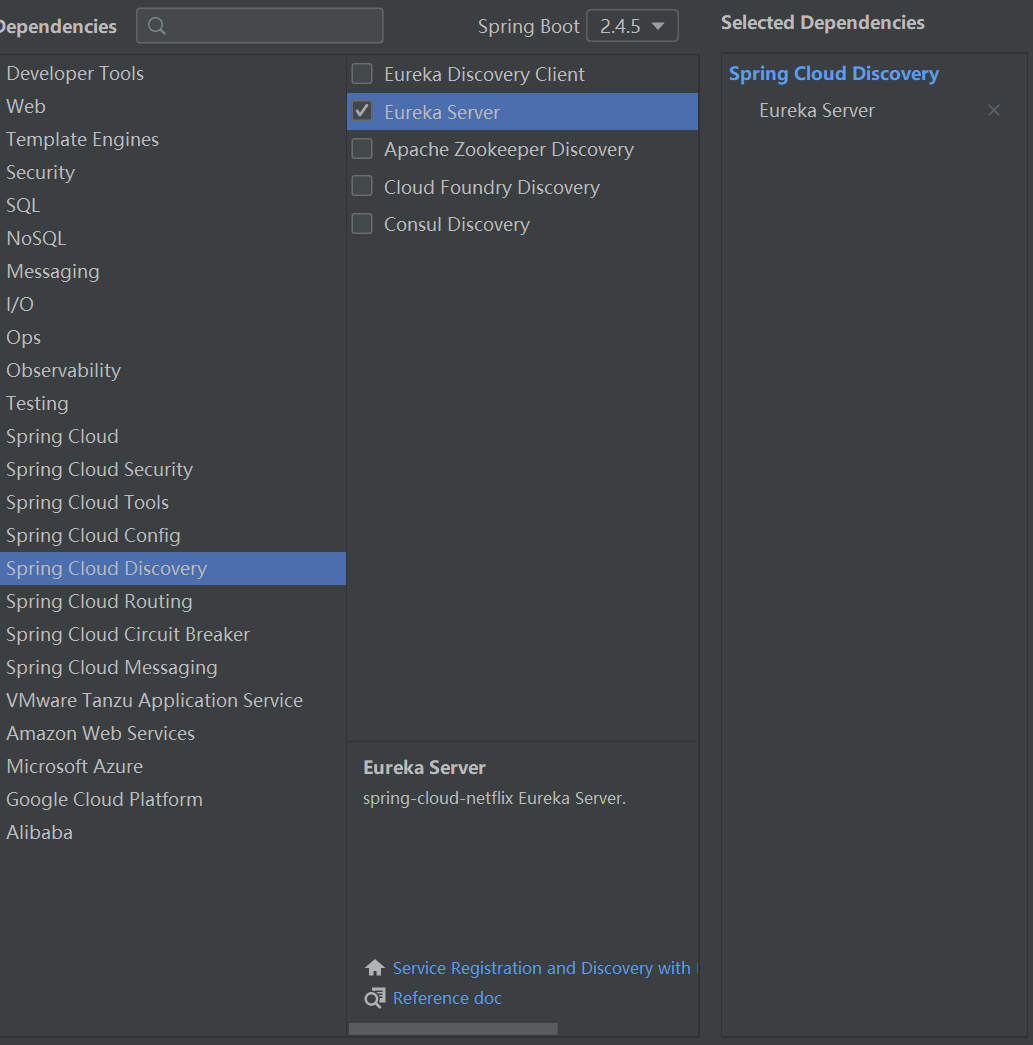 Dependencies
Spring Boot 2.4.5
Selected Dependencies
Developer Tools
Web
Template Engines
Security
SQL
NoSQL
Messaging
I/O
Ops
Observability
Testing
Spring Cloud
Spring Cloud Security
Spring Cloud Tools
Spring Cloud Config
Spring Cloud Discovery
Spring Cloud Routing
Spring Cloud Circuit Breaker
Spring Cloud Messaging
VMware Tanzu Application Service
Amazon Web Services
Microsoft Azure
Google Cloud Platform
Alibaba
Eureka Discovery Client
Eureka Server
Apache Zookeeper Discovery
Cloud Foundry Discovery
Consul Discovery
Eureka Server
spring-cloud-netflix Eureka Server.
Service Registration and Discovery with
Reference doc
Spring Cloud Discovery
Eureka Server